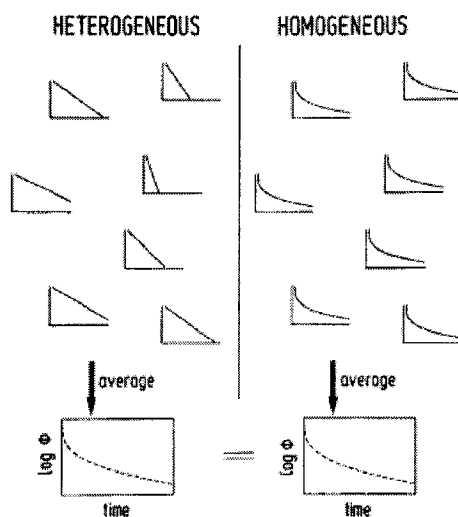 HETEROGENEOUS HOMOGENEOUS
average average
log Φ = log Φ
time time